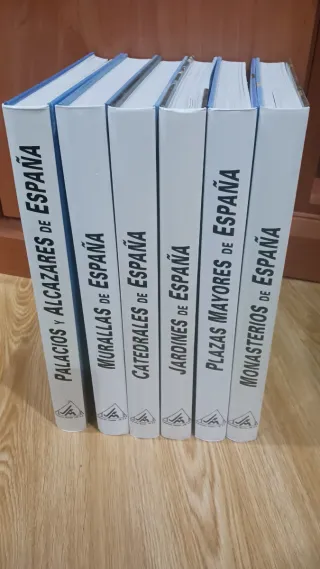 PALACIOS Y ALCAZARES DE ESPAÑA
MURALLAS DE ESPAÑA
CATEDRALES DE ESPAÑA
JARDINES DE ESPAÑA
PLAZAS MAYORES DE ESPAÑA
MONASTERIOS DE ESPAÑA